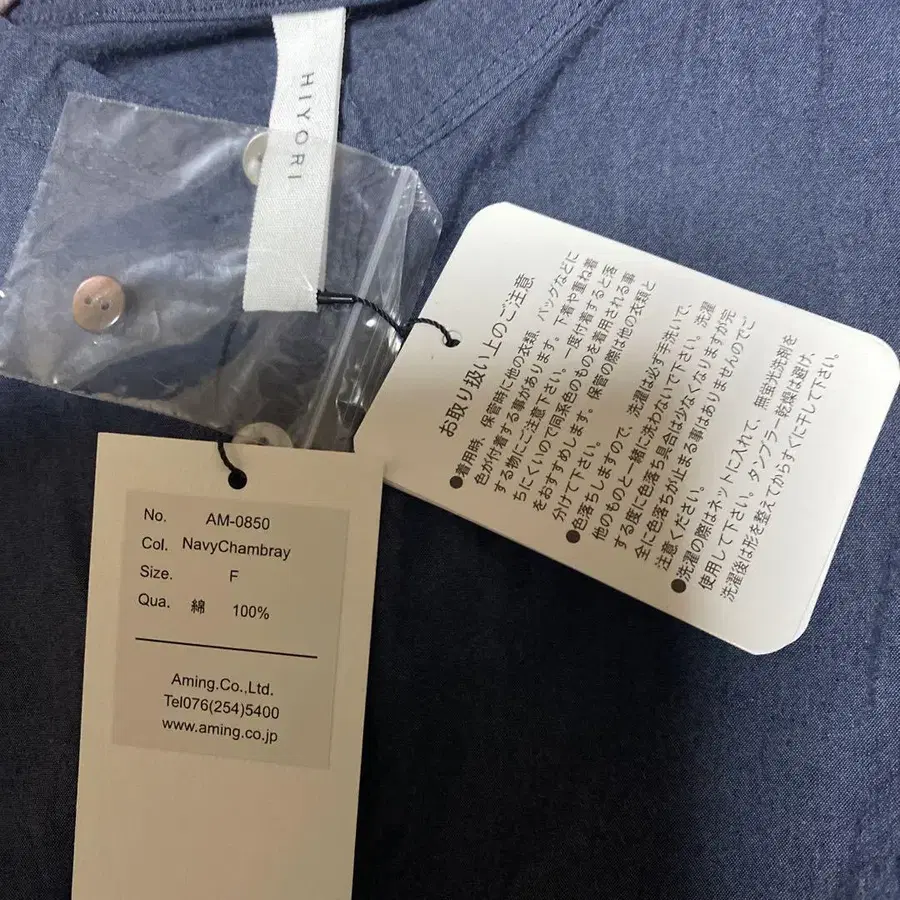 HIYORI
お取り扱い上のご注意
●着用時、保管時に他の衣類、バッグなどに
色が付着する事があります。下着や重ね着
する物にご注意下さい。一度付着すると落
ちにくいので同系色のものを着用される事
をおすすめします。保管の際は他の衣類と
分けて下さい。
●色落ちしますので、洗濯は必ず手洗いで、
他のものと一緒に洗わないで下さい。洗濯
する度に色落ち具合は少なくなりますが完
全に色落ちが止まる事はありませんのでご
注意ください。
●洗濯の際はネットに入れて、無蛍光洗剤を
使用して下さい。タンブラー乾燥は避け、
洗濯後は形を整えてからすぐに干して下さい。
No. AM-0850
Col. NavyChambray
Size. F
Qua. 綿 100%
Aming.Co.,Ltd.
Tel076(254)5400
www.aming.co.jp